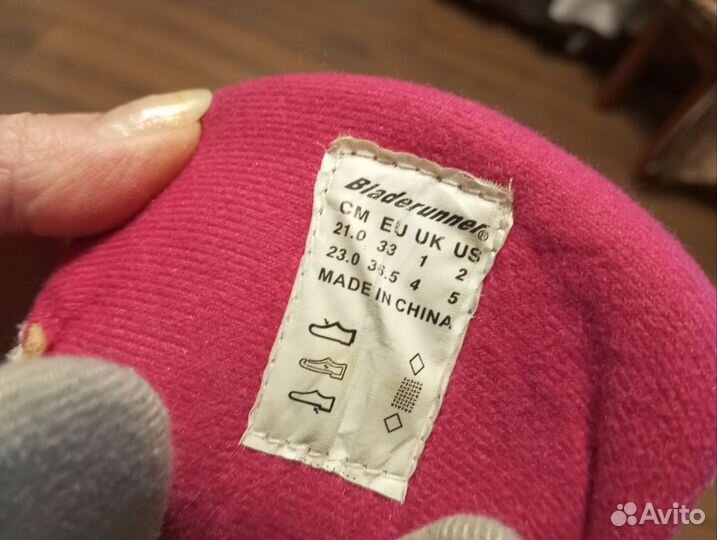 Bladerunner®
CM EU UK US
21.0 33 1 2
23.0 36.5 4 5
MADE IN CHINA
Avito